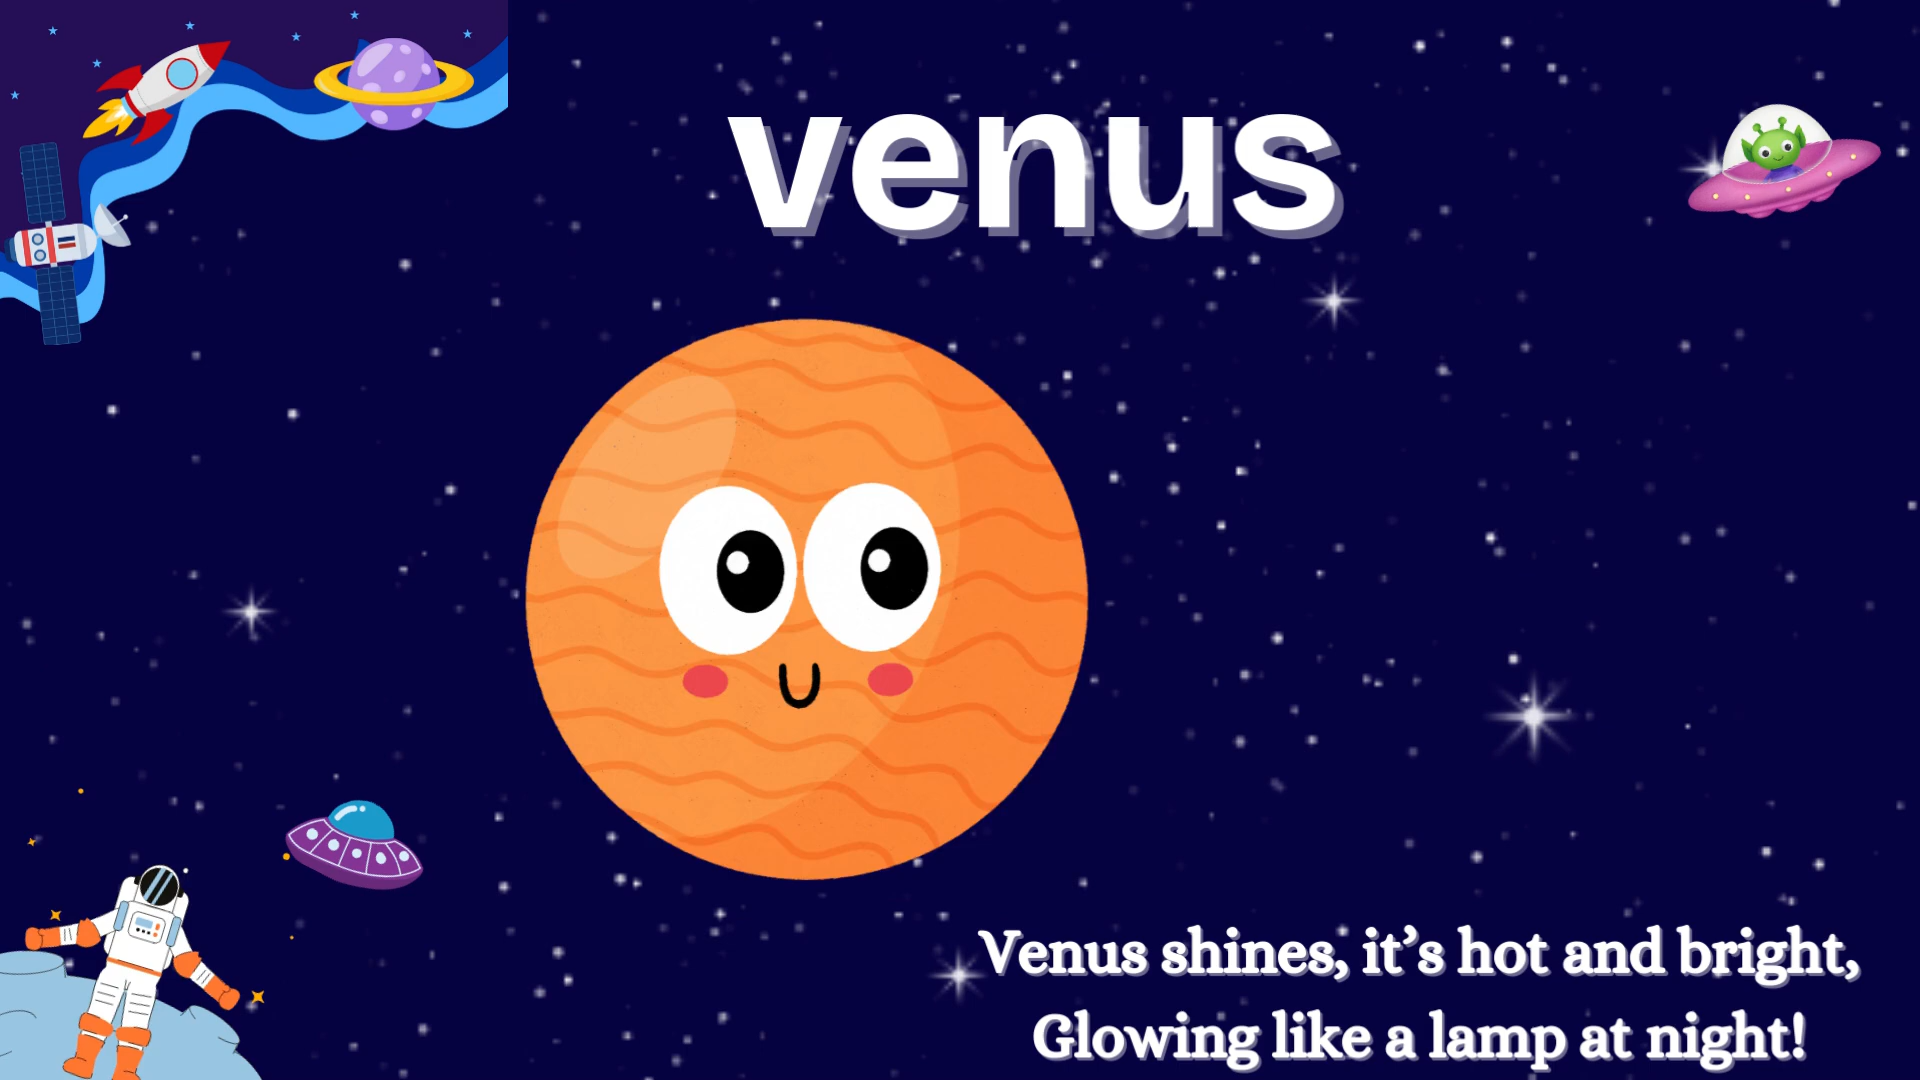 venus
Venus shines, it’s hot and bright,
Glowing like a lamp at night!